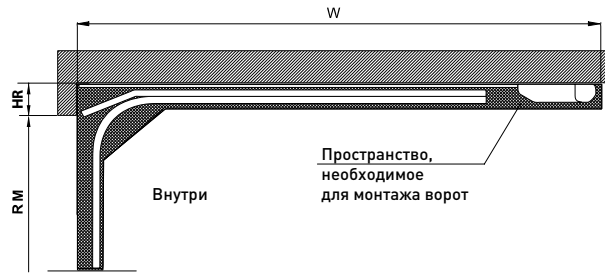 W
HR
RM
Внутри
Пространство,
необходимое
для монтажа ворот